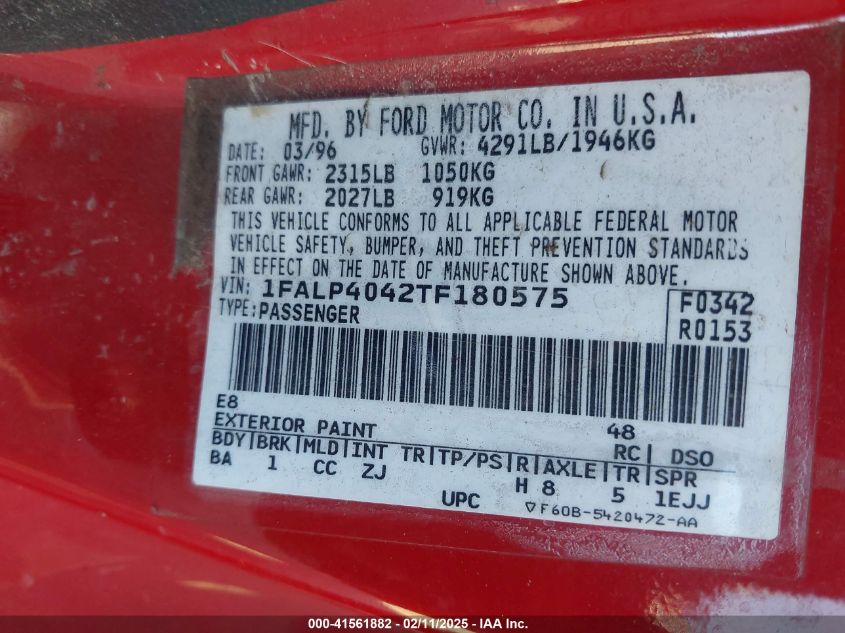 MFD. BY FORD MOTOR CO. IN U.S.A.
DATE: 03/96 GVWR: 4291LB/1946KG
FRONT GAWR: 2315LB 1050KG
REAR GAWR: 2027LB 919KG
THIS VEHICLE CONFORMS TO ALL APPLICABLE FEDERAL MOTOR
VEHICLE SAFETY, BUMPER, AND THEFT PREVENTION STANDARDS
IN EFFECT ON THE DATE OF MANUFACTURE SHOWN ABOVE.
VIN: 1FALP4042TF180575 F0342
TYPE: PASSENGER R0153
E8
EXTERIOR PAINT 48 RC DSO
BDY BRK MLD INT TR TP/PS R AXLE TR SPR
BA 1 CC ZJ H 8 5 1EJJ
UPC ▽F60B-5420472-AA
000-41561882 - 02/11/2025 - IAA Inc.